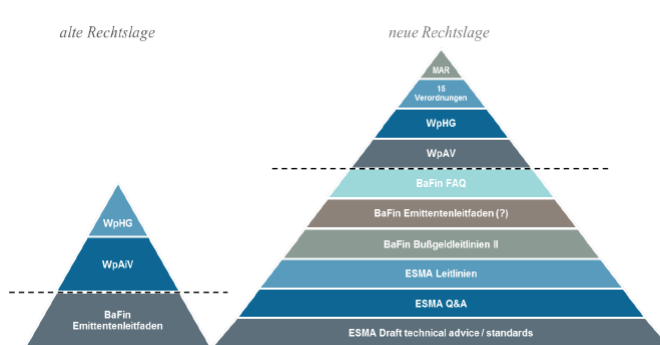 alte Rechtslage
neue Rechtslage
WpHG
WpAiV
BaFin
Emittentenleitfaden
MAR
15
Verordnungen
WpHG
WpAV
BaFin FAQ
BaFin Emittentenleitfaden (?)
BaFin Bußgeldleitlinien II
ESMA Leitlinien
ESMA Q&A
ESMA Draft technical advice / standards